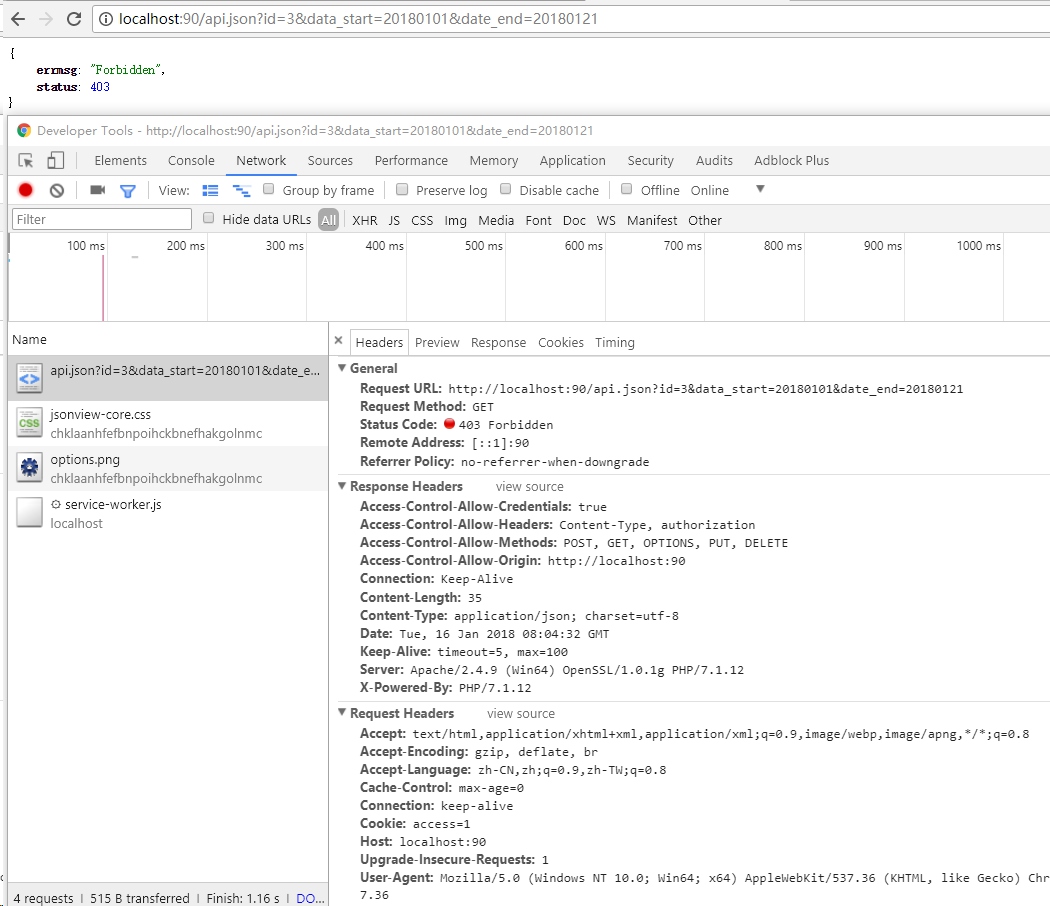 localhost:90/api.json?id=3&data_start=20180101&date_end=20180121
{
errmsg: "Forbidden",
status: 403
}
Developer Tools - http://localhost:90/api.json?id=3&data_start=20180101&date_end=20180121
Elements Console Network Sources Performance Memory Application Security Audits Adblock Plus
View: Group by frame Preserve log Disable cache Offline Online
Filter Hide data URLs All XHR JS CSS Img Media Font Doc WS Manifest Other
100 ms 200 ms 300 ms 400 ms 500 ms 600 ms 700 ms 800 ms 900 ms 1000 ms
Name
api.json?id=3&data_start=20180101&date_e...
jsonview-core.css
chklaanhfefbnpoihckbnefhakgolnmc
options.png
chklaanhfefbnpoihckbnefhakgolnmc
service-worker.js
localhost
4 requests | 515 B transferred | Finish: 1.16 s | DO...
× Headers Preview Response Cookies Timing
General
Request URL: http://localhost:90/api.json?id=3&data_start=20180101&date_end=20180121
Request Method: GET
Status Code: 403 Forbidden
Remote Address: [::1]:90
Referrer Policy: no-referrer-when-downgrade
Response Headers view source
Access-Control-Allow-Credentials: true
Access-Control-Allow-Headers: Content-Type, authorization
Access-Control-Allow-Methods: POST, GET, OPTIONS, PUT, DELETE
Access-Control-Allow-Origin: http://localhost:90
Connection: Keep-Alive
Content-Length: 35
Content-Type: application/json; charset=utf-8
Date: Tue, 16 Jan 2018 08:04:32 GMT
Keep-Alive: timeout=5, max=100
Server: Apache/2.4.9 (Win64) OpenSSL/1.0.1g PHP/7.1.12
X-Powered-By: PHP/7.1.12
Request Headers view source
Accept: text/html,application/xhtml+xml,application/xml;q=0.9,image/webp,image/apng,*/*;q=0.8
Accept-Encoding: gzip, deflate, br
Accept-Language: zh-CN,zh;q=0.9,zh-TW;q=0.8
Cache-Control: max-age=0
Connection: keep-alive
Cookie: access=1
Host: localhost:90
Upgrade-Insecure-Requests: 1
User-Agent: Mozilla/5.0 (Windows NT 10.0; Win64; x64) AppleWebKit/537.36 (KHTML, like Gecko) Chr
7.36